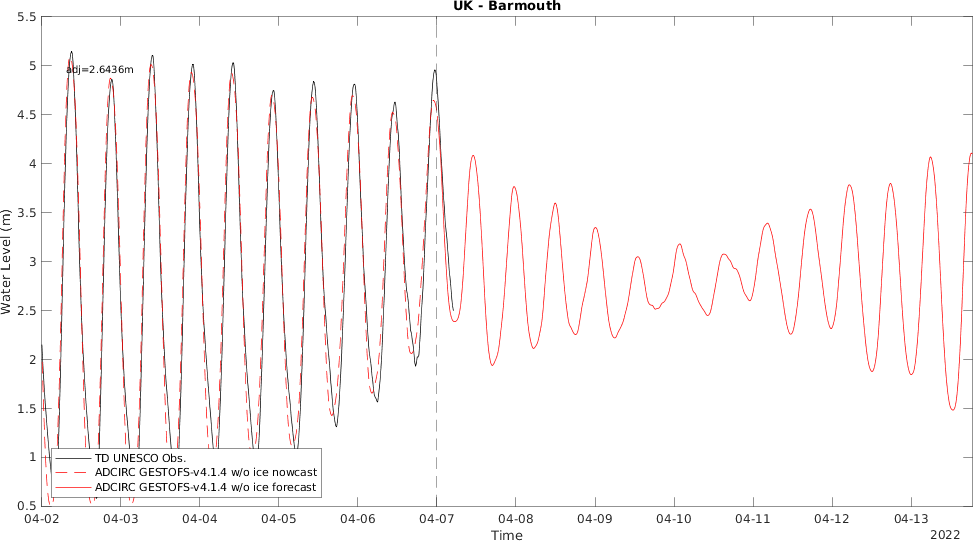 UK - Barmouth
5.5
5
4.5
4
3.5
3
2.5
2
1.5
1
0.5
Water Level (m)
adj=2.6436m
TD UNESCO Obs.
ADCIRC GESTOFS-v4.1.4 w/o ice nowcast
ADCIRC GESTOFS-v4.1.4 w/o ice forecast
04-02 04-03 04-04 04-05 04-06 04-07 04-08 04-09 04-10 04-11 04-12 04-13
Time
2022